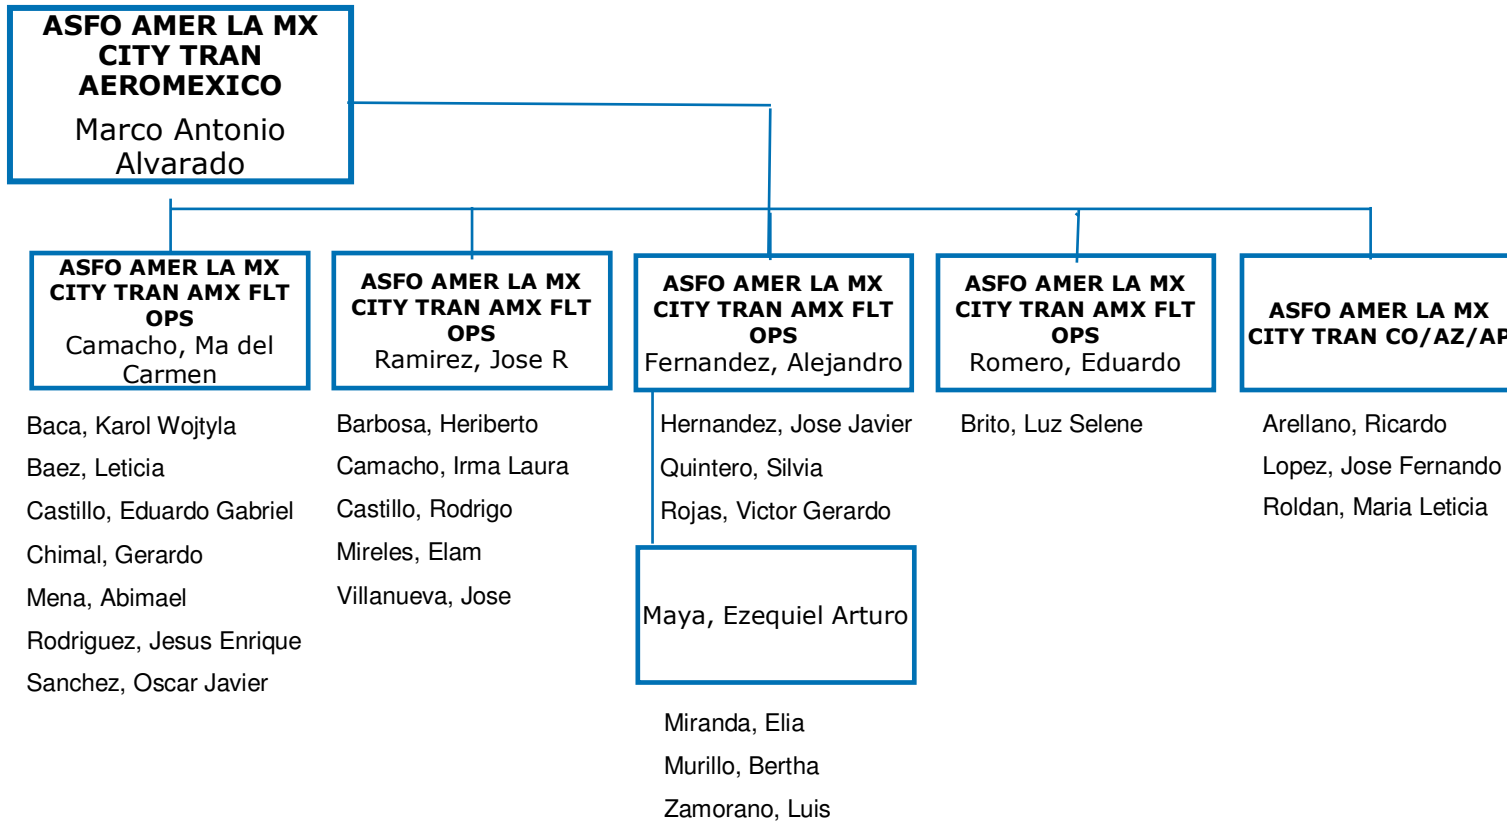 ASFO AMER LA MX
CITY TRAN
AEROMEXICO
Marco Antonio
Alvarado
ASFO AMER LA MX
CITY TRAN AMX FLT
OPS
Camacho, Ma del
Carmen
Baca, Karol Wojtyla
Baez, Leticia
Castillo, Eduardo Gabriel
Chimal, Gerardo
Mena, Abimael
Rodriguez, Jesus Enrique
Sanchez, Oscar Javier
ASFO AMER LA MX
CITY TRAN AMX FLT
OPS
Ramirez, Jose R
Barbosa, Heriberto
Camacho, Irma Laura
Castillo, Rodrigo
Mireles, Elam
Villanueva, Jose
ASFO AMER LA MX
CITY TRAN AMX FLT
OPS
Fernandez, Alejandro
Hernandez, Jose Javier
Quintero, Silvia
Rojas, Victor Gerardo
Maya, Ezequiel Arturo
Miranda, Elia
Murillo, Bertha
Zamorano, Luis
ASFO AMER LA MX
CITY TRAN AMX FLT
OPS
Romero, Eduardo
Brito, Luz Selene
ASFO AMER LA MX
CITY TRAN CO/AZ/AP
Arellano, Ricardo
Lopez, Jose Fernando
Roldan, Maria Leticia